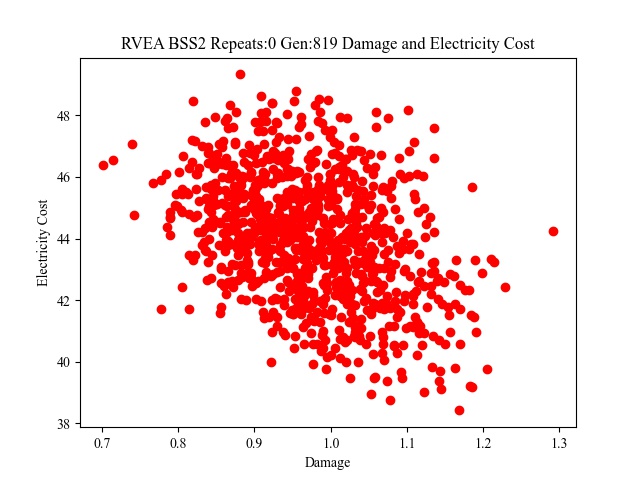 RVEA BSS2 Repeats:0 Gen:819 Damage and Electricity Cost
48
46
44
42
40
38
Electricity Cost
0.7 0.8 0.9 1.0 1.1 1.2 1.3
Damage